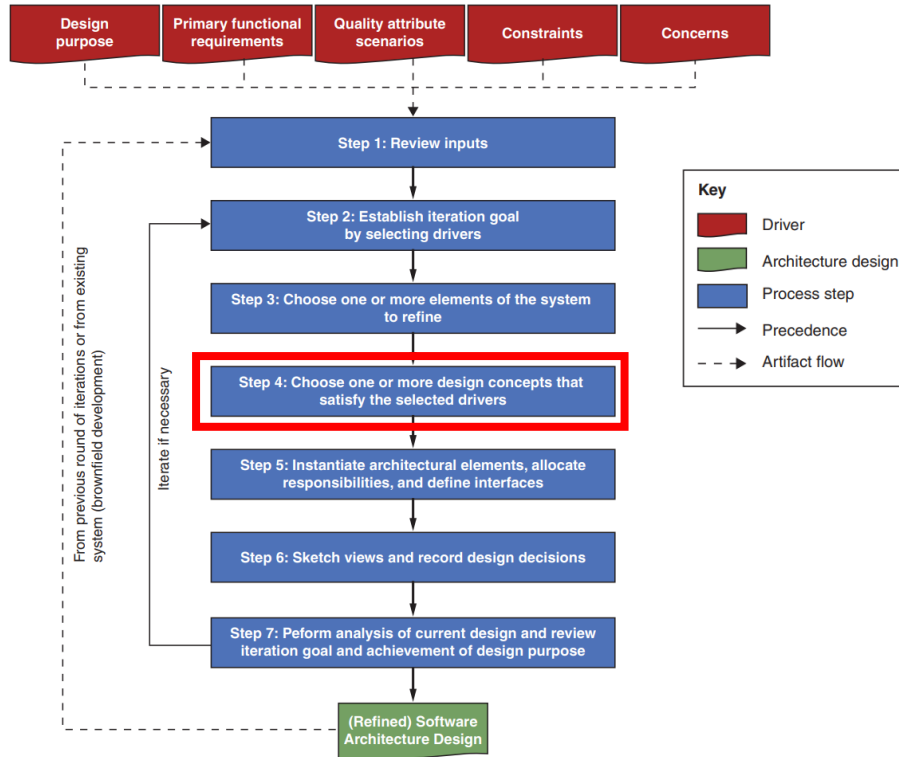 Design
purpose
Primary functional
requirements
Quality attribute
scenarios
Constraints
Concerns
Step 1: Review inputs
Step 2: Establish iteration goal
by selecting drivers
Step 3: Choose one or more elements of the system
to refine
Step 4: Choose one or more design concepts that
satisfy the selected drivers
Step 5: Instantiate architectural elements, allocate
responsibilities, and define interfaces
Step 6: Sketch views and record design decisions
Step 7: Peform analysis of current design and review
iteration goal and achievement of design purpose
(Refined) Software
Architecture Design
From previous round of iterations or from existing
system (brownfield development)
Iterate if necessary
Key
Driver
Architecture design
Process step
Precedence
Artifact flow